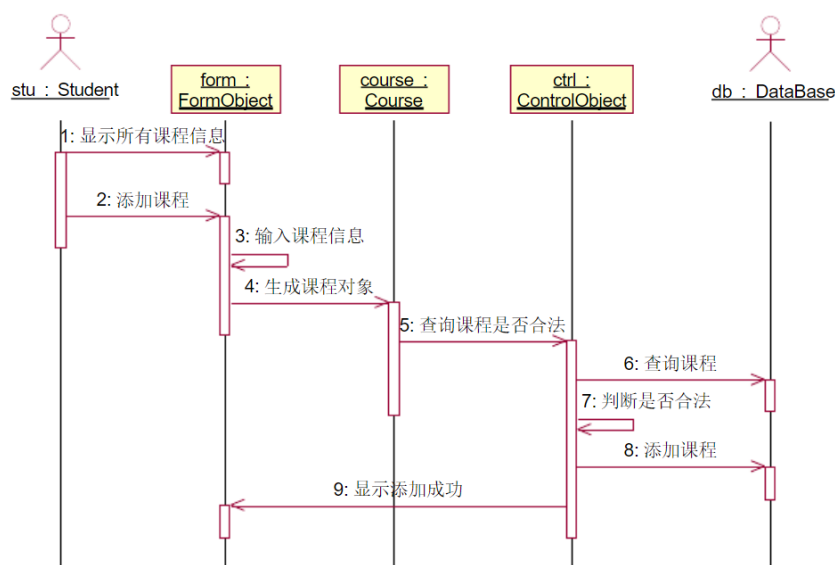 stu : Student
form :
FormObject
course :
Course
ctrl :
ControlObject
db : DataBase
1: 显示所有课程信息
2: 添加课程
3: 输入课程信息
4: 生成课程对象
5: 查询课程是否合法
6: 查询课程
7: 判断是否合法
8: 添加课程
9: 显示添加成功